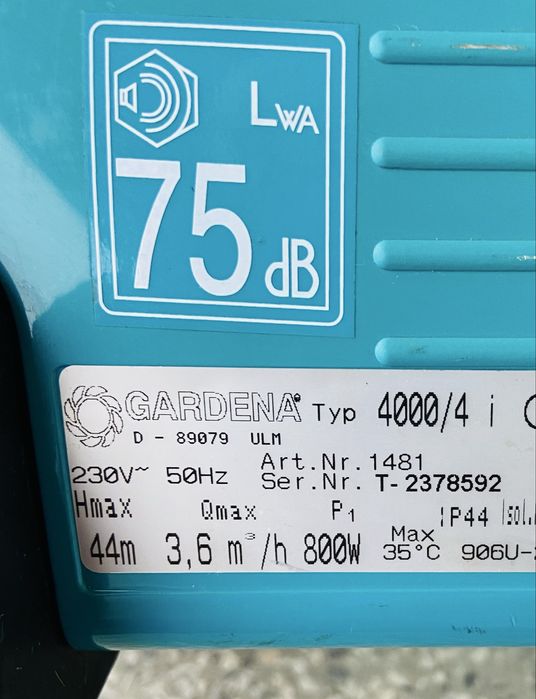 LWA
75 dB
GARDENA Typ 4000/4 i
D - 89079 ULM
230V~ 50Hz Art.Nr.1481
Ser.Nr. T-2378592
Hmax Qmax P1 IP44
44m 3,6 m³/h 800W Max 35°C 906U-